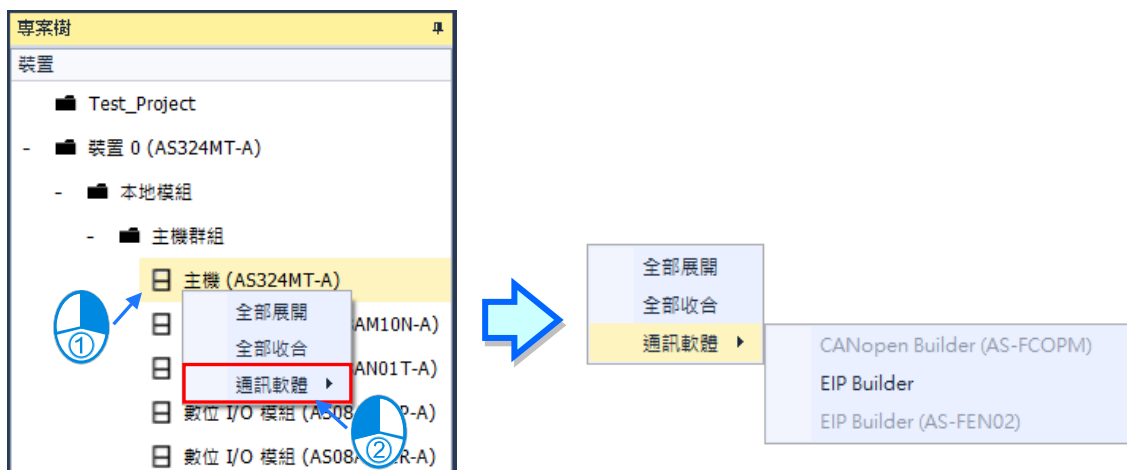 專案樹
裝置
Test_Project
- 裝置 0 (AS324MT-A)
- 本地模組
- 主機群組
主機 (AS324MT-A)
全部展開
AM10N-A)
全部收合
AN01T-A)
通訊軟體
數位 I/O 模組 (AS08 P-A)
數位 I/O 模組 (AS08 R-A)
①
②
全部展開
全部收合
通訊軟體
CANopen Builder (AS-FCOPM)
EIP Builder
EIP Builder (AS-FEN02)